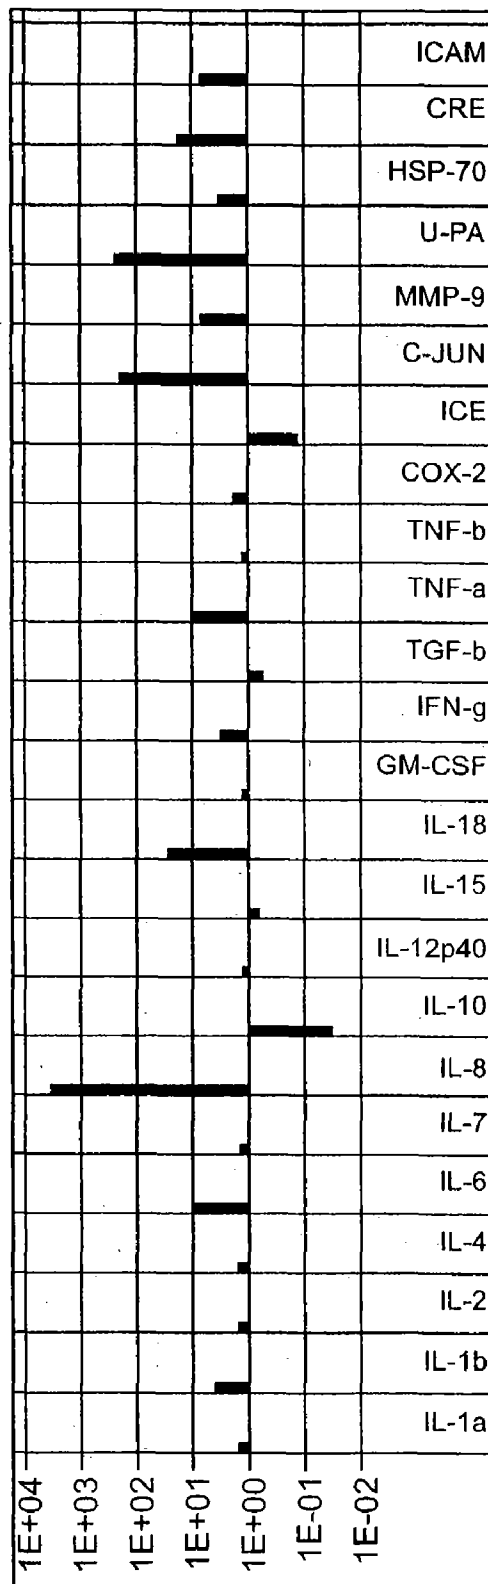 ICAM
CRE
HSP-70
U-PA
MMP-9
C-JUN
ICE
COX-2
TNF-b
TNF-a
TGF-b
IFN-g
GM-CSF
IL-18
IL-15
IL-12p40
IL-10
IL-8
IL-7
IL-6
IL-4
IL-2
IL-1b
IL-1a
1E+04
1E+03
1E+02
1E+01
1E+00
1E-01
1E-02